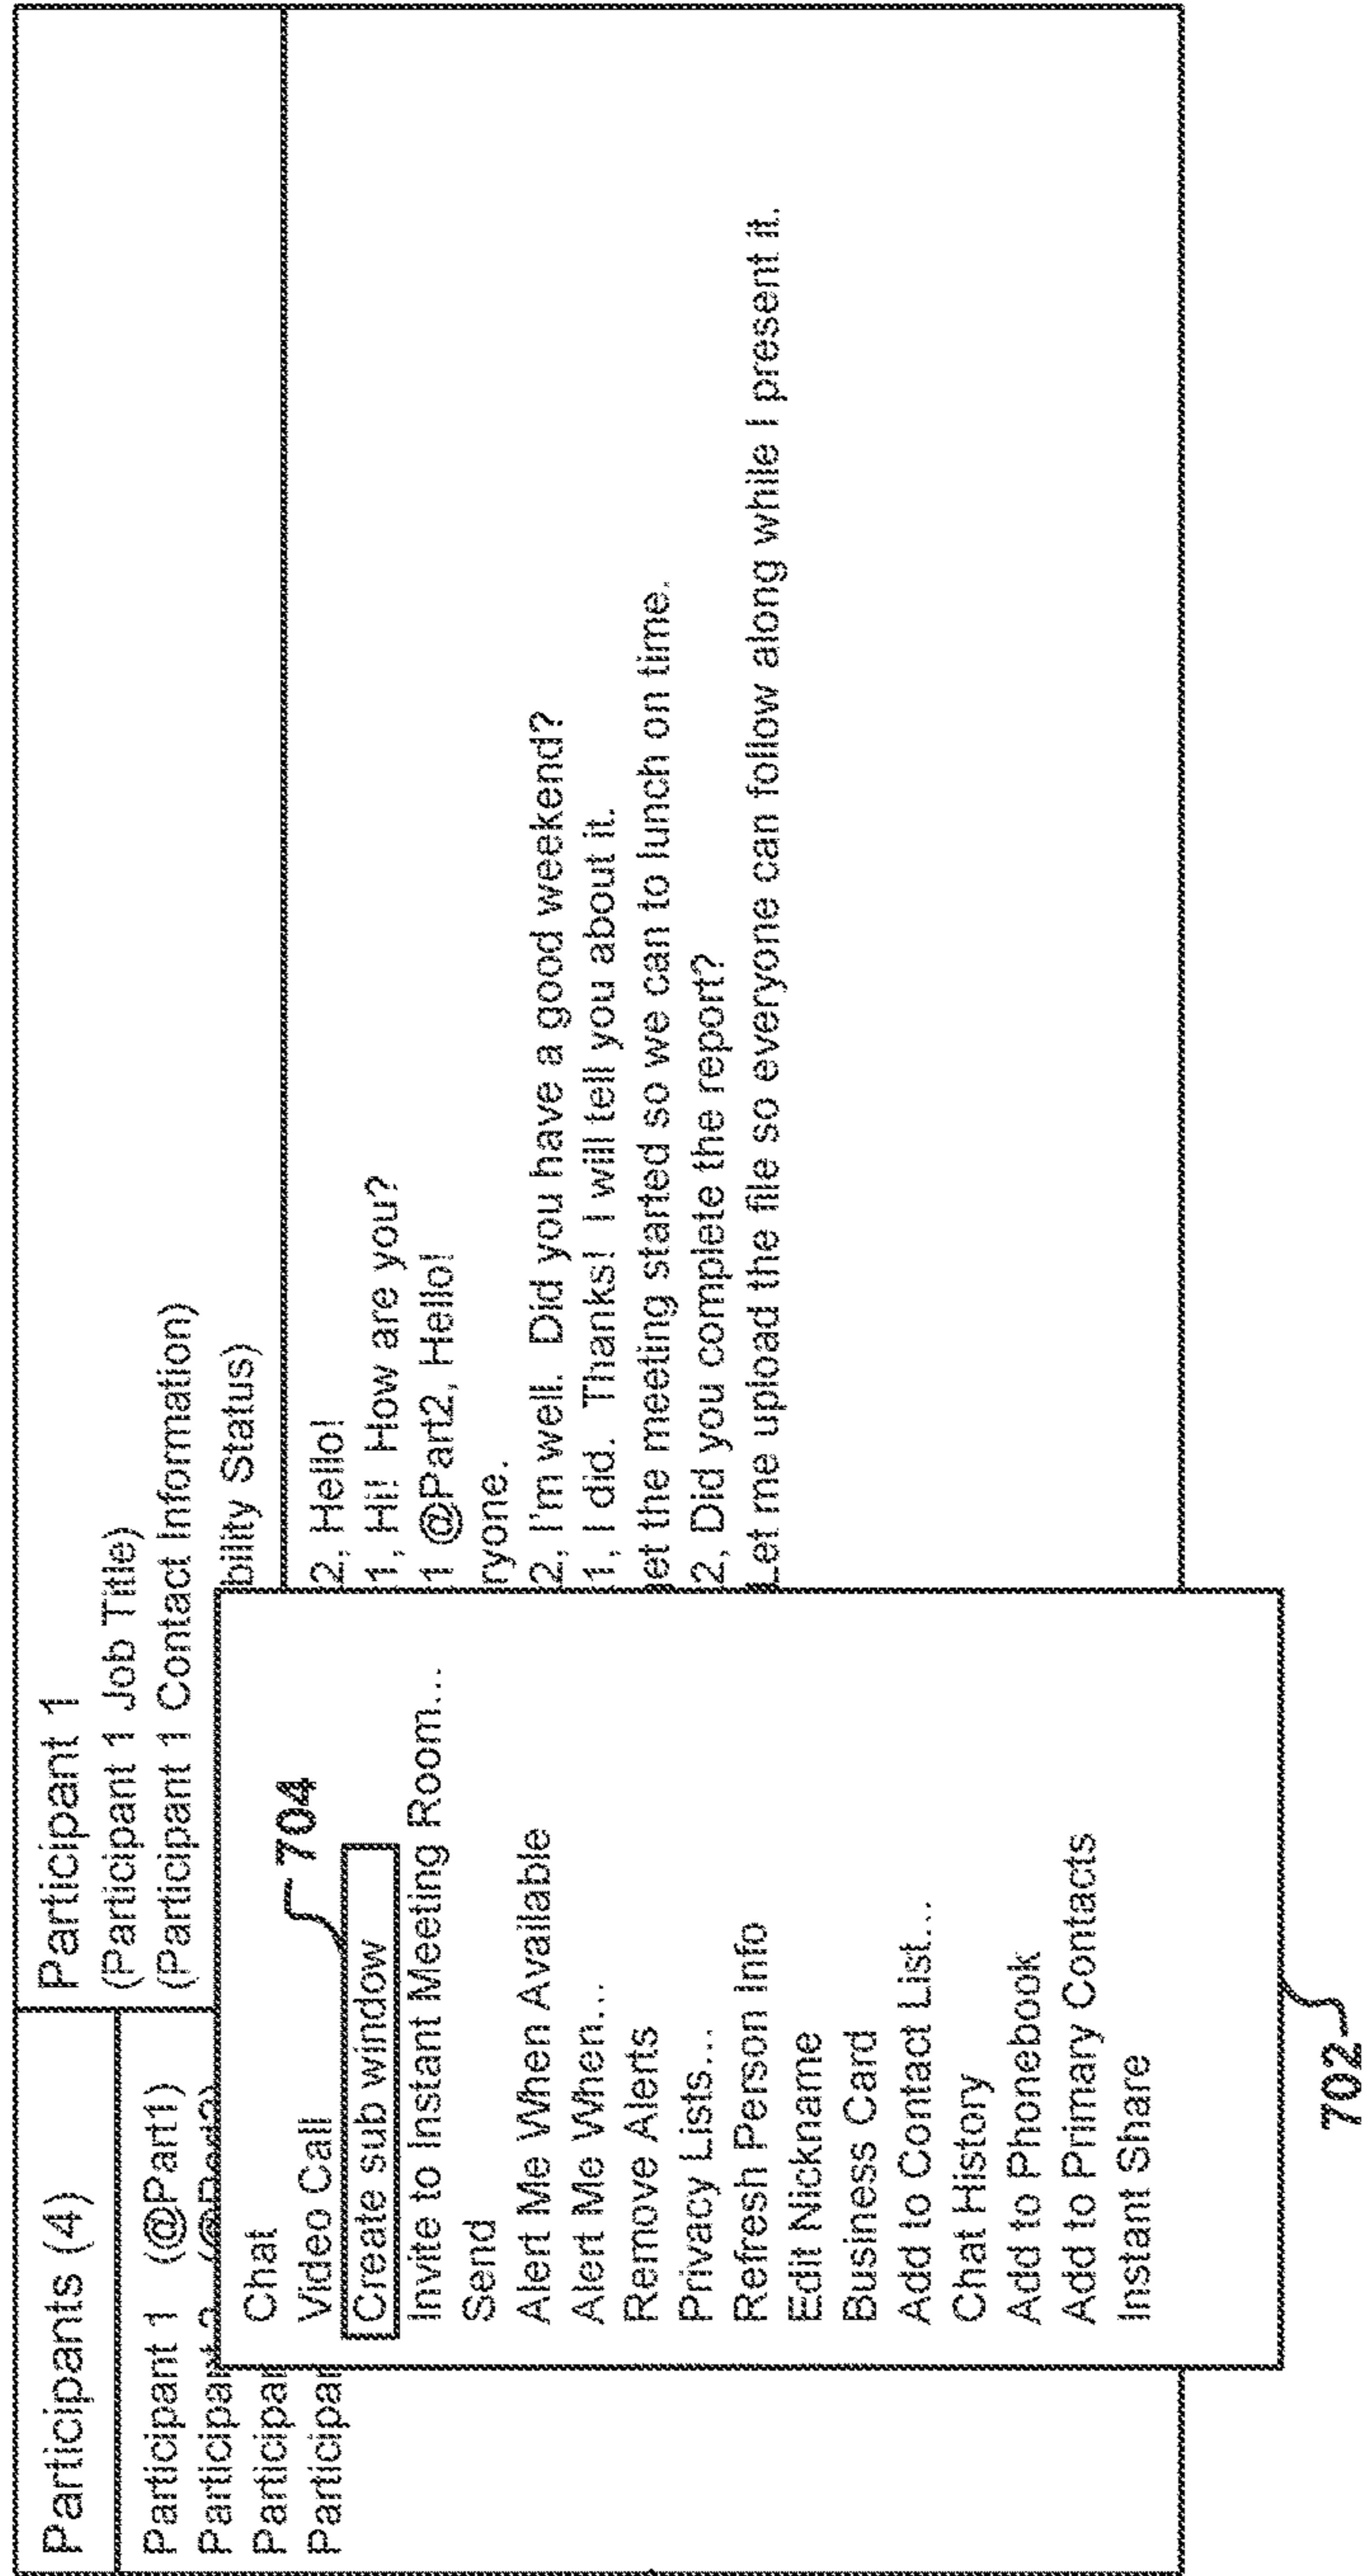 Participants (4)
Participant 1 (@Part1)
Participant 2 (@Part2)
Participan
Participan
Participant 1
(Participant 1 Job Title)
(Participant 1 Contact Information)
bility Status)
2, Hello!
1, Hi! How are you?
1 @Part2, Hello!
ryone.
2, I'm well. Did you have a good weekend?
1, I did. Thanks! I will tell you about it.
et the meeting started so we can to lunch on time.
2, Did you complete the report?
Let me upload the file so everyone can follow along while I present it.
Chat
Video Call
Create sub window
Invite to Instant Meeting Room...
Send
Alert Me When Available
Alert Me When...
Remove Alerts
Privacy Lists...
Refresh Person Info
Edit Nickname
Business Card
Add to Contact List...
Chat History
Add to Phonebook
Add to Primary Contacts
Instant Share
704
702